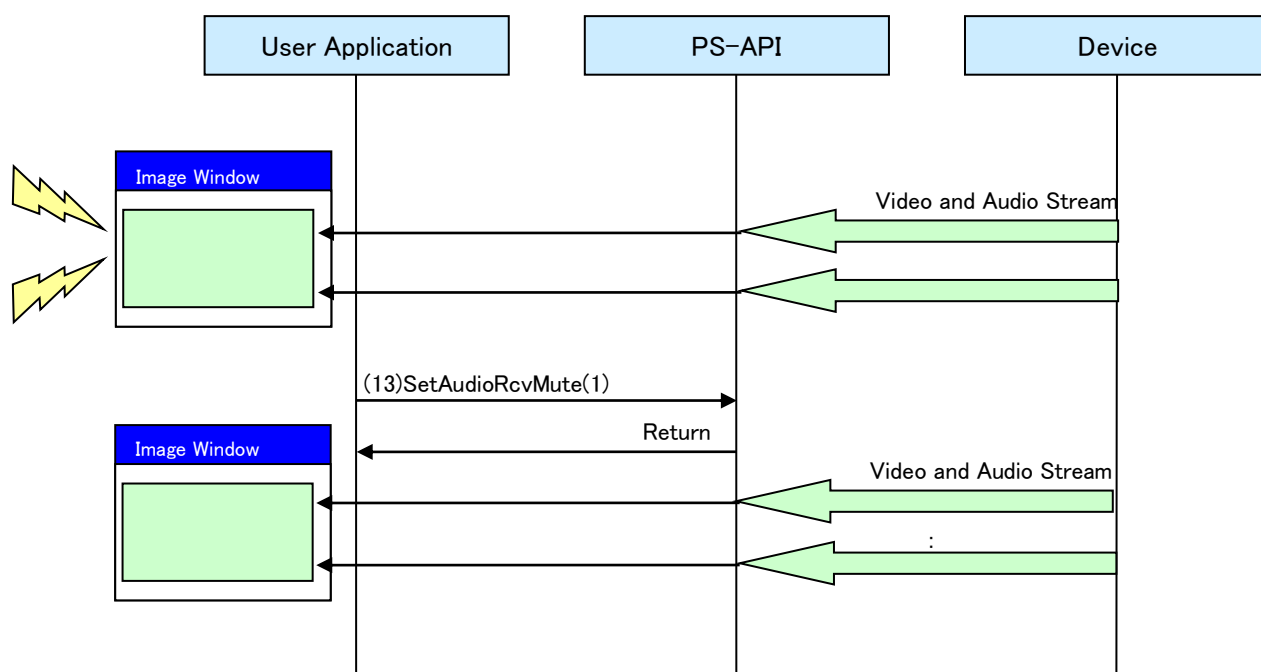 User Application
PS-API
Device
Image Window
Video and Audio Stream
(13)SetAudioRcvMute(1)
Return
Image Window
Video and Audio Stream
: